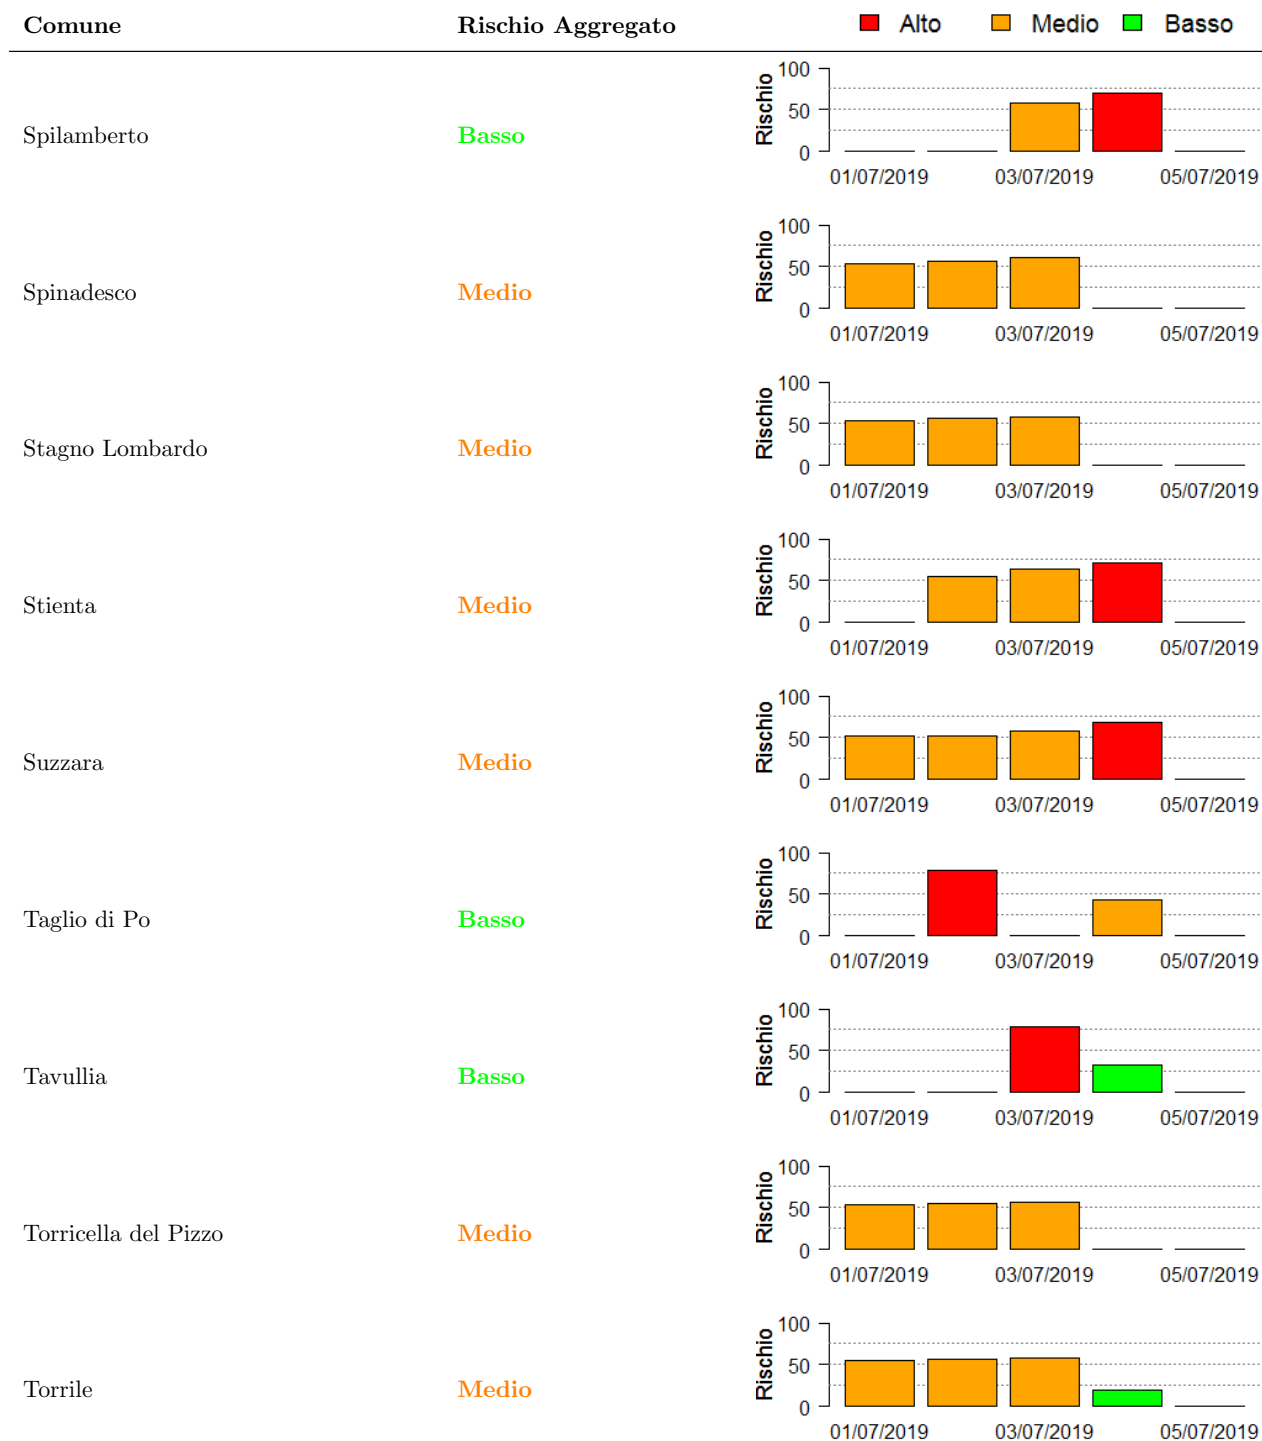 Comune Rischio Aggregato Alto Medio Basso
100
50
0
Rischio
Spilamberto Basso
01/07/2019 03/07/2019 05/07/2019
100
50
0
Rischio
Spinadesco Medio
01/07/2019 03/07/2019 05/07/2019
100
50
0
Rischio
Stagno Lombardo Medio
01/07/2019 03/07/2019 05/07/2019
100
50
0
Rischio
Stienta Medio
01/07/2019 03/07/2019 05/07/2019
100
50
0
Rischio
Suzzara Medio
01/07/2019 03/07/2019 05/07/2019
100
50
0
Rischio
Taglio di Po Basso
01/07/2019 03/07/2019 05/07/2019
100
50
0
Rischio
Tavullia Basso
01/07/2019 03/07/2019 05/07/2019
100
50
0
Rischio
Torricella del Pizzo Medio
01/07/2019 03/07/2019 05/07/2019
100
50
0
Rischio
Torrile Medio
01/07/2019 03/07/2019 05/07/2019